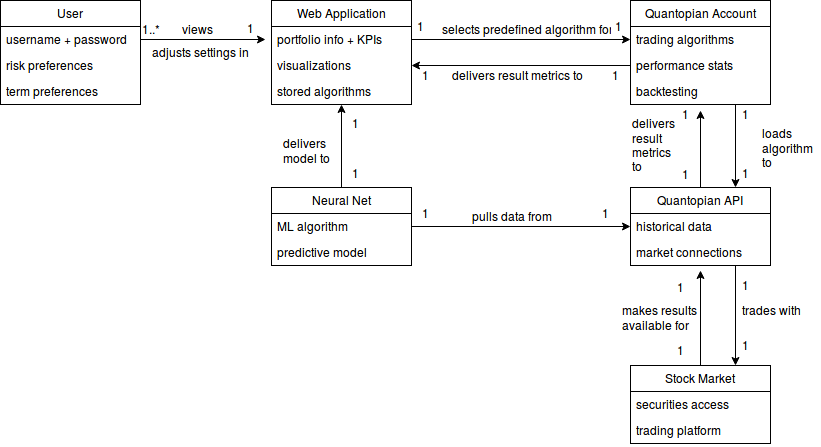 User
username + password
risk preferences
term preferences
1..*
views
1
adjusts settings in
Web Application
portfolio info + KPIs
visualizations
stored algorithms
1
selects predefined algorithm for
1
1
delivers result metrics to
1
Quantopian Account
trading algorithms
performance stats
backtesting
1
delivers
model to
1
1
delivers
result
metrics
to
1
1
loads
algorithm
to
1
Neural Net
ML algorithm
predictive model
1
pulls data from
1
Quantopian API
historical data
market connections
1
makes results
available for
1
1
trades with
1
Stock Market
securities access
trading platform